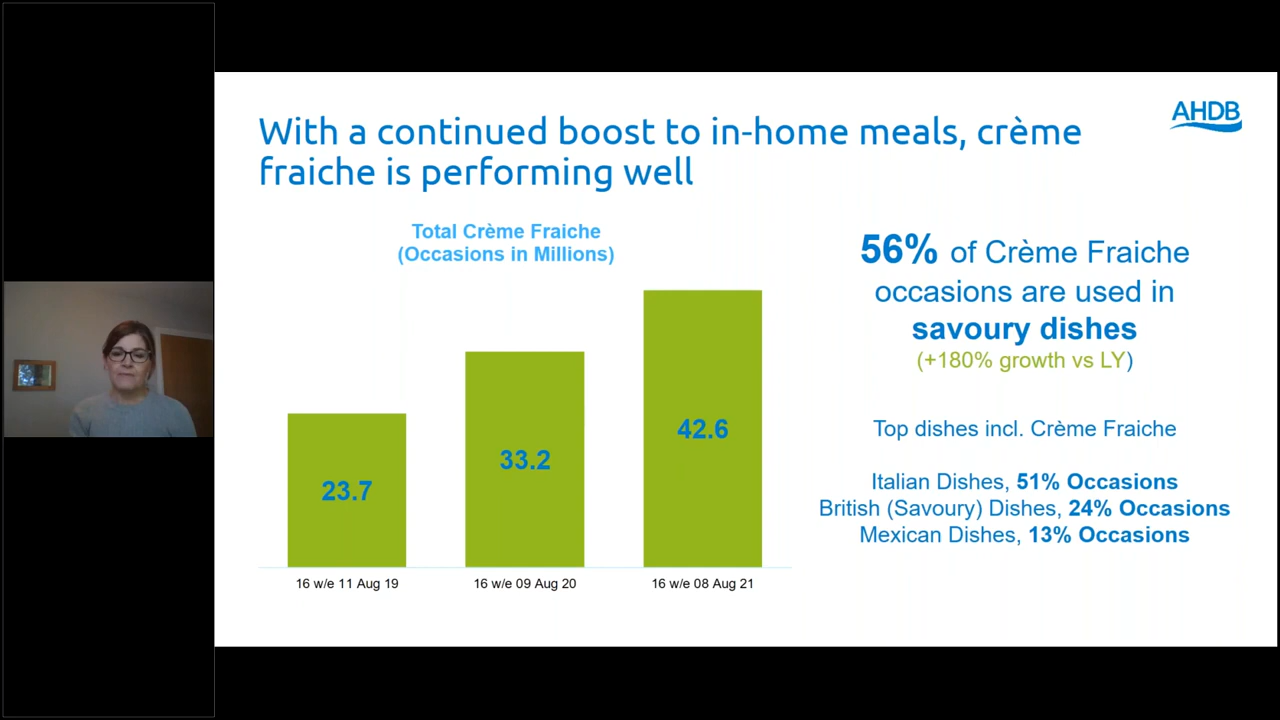 AHDB
With a continued boost to in-home meals, crème
fraiche is performing well
Total Crème Fraiche
(Occasions in Millions)
23.7
33.2
42.6
16 w/e 11 Aug 19
16 w/e 09 Aug 20
16 w/e 08 Aug 21
56% of Crème Fraiche
occasions are used in
savoury dishes
(+180% growth vs LY)
Top dishes incl. Crème Fraiche
Italian Dishes, 51% Occasions
British (Savoury) Dishes, 24% Occasions
Mexican Dishes, 13% Occasions